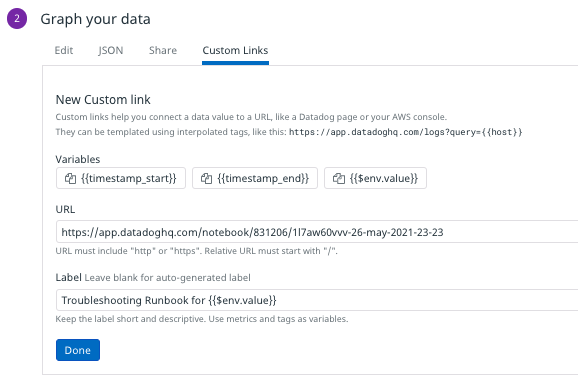 2 Graph your data
Edit JSON Share Custom Links
New Custom link
Custom links help you connect a data value to a URL, like a Datadog page or your AWS console.
They can be templated using interpolated tags, like this: https://app.datadoghq.com/logs?query={{host}}
Variables
{{timestamp_start}} {{timestamp_end}} {{$env.value}}
URL
https://app.datadoghq.com/notebook/831206/1l7aw60vvv-26-may-2021-23-23
URL must include "http" or "https". Relative URL must start with "/".
Label Leave blank for auto-generated label
Troubleshooting Runbook for {{$env.value}}
Keep the label short and descriptive. Use metrics and tags as variables.
Done